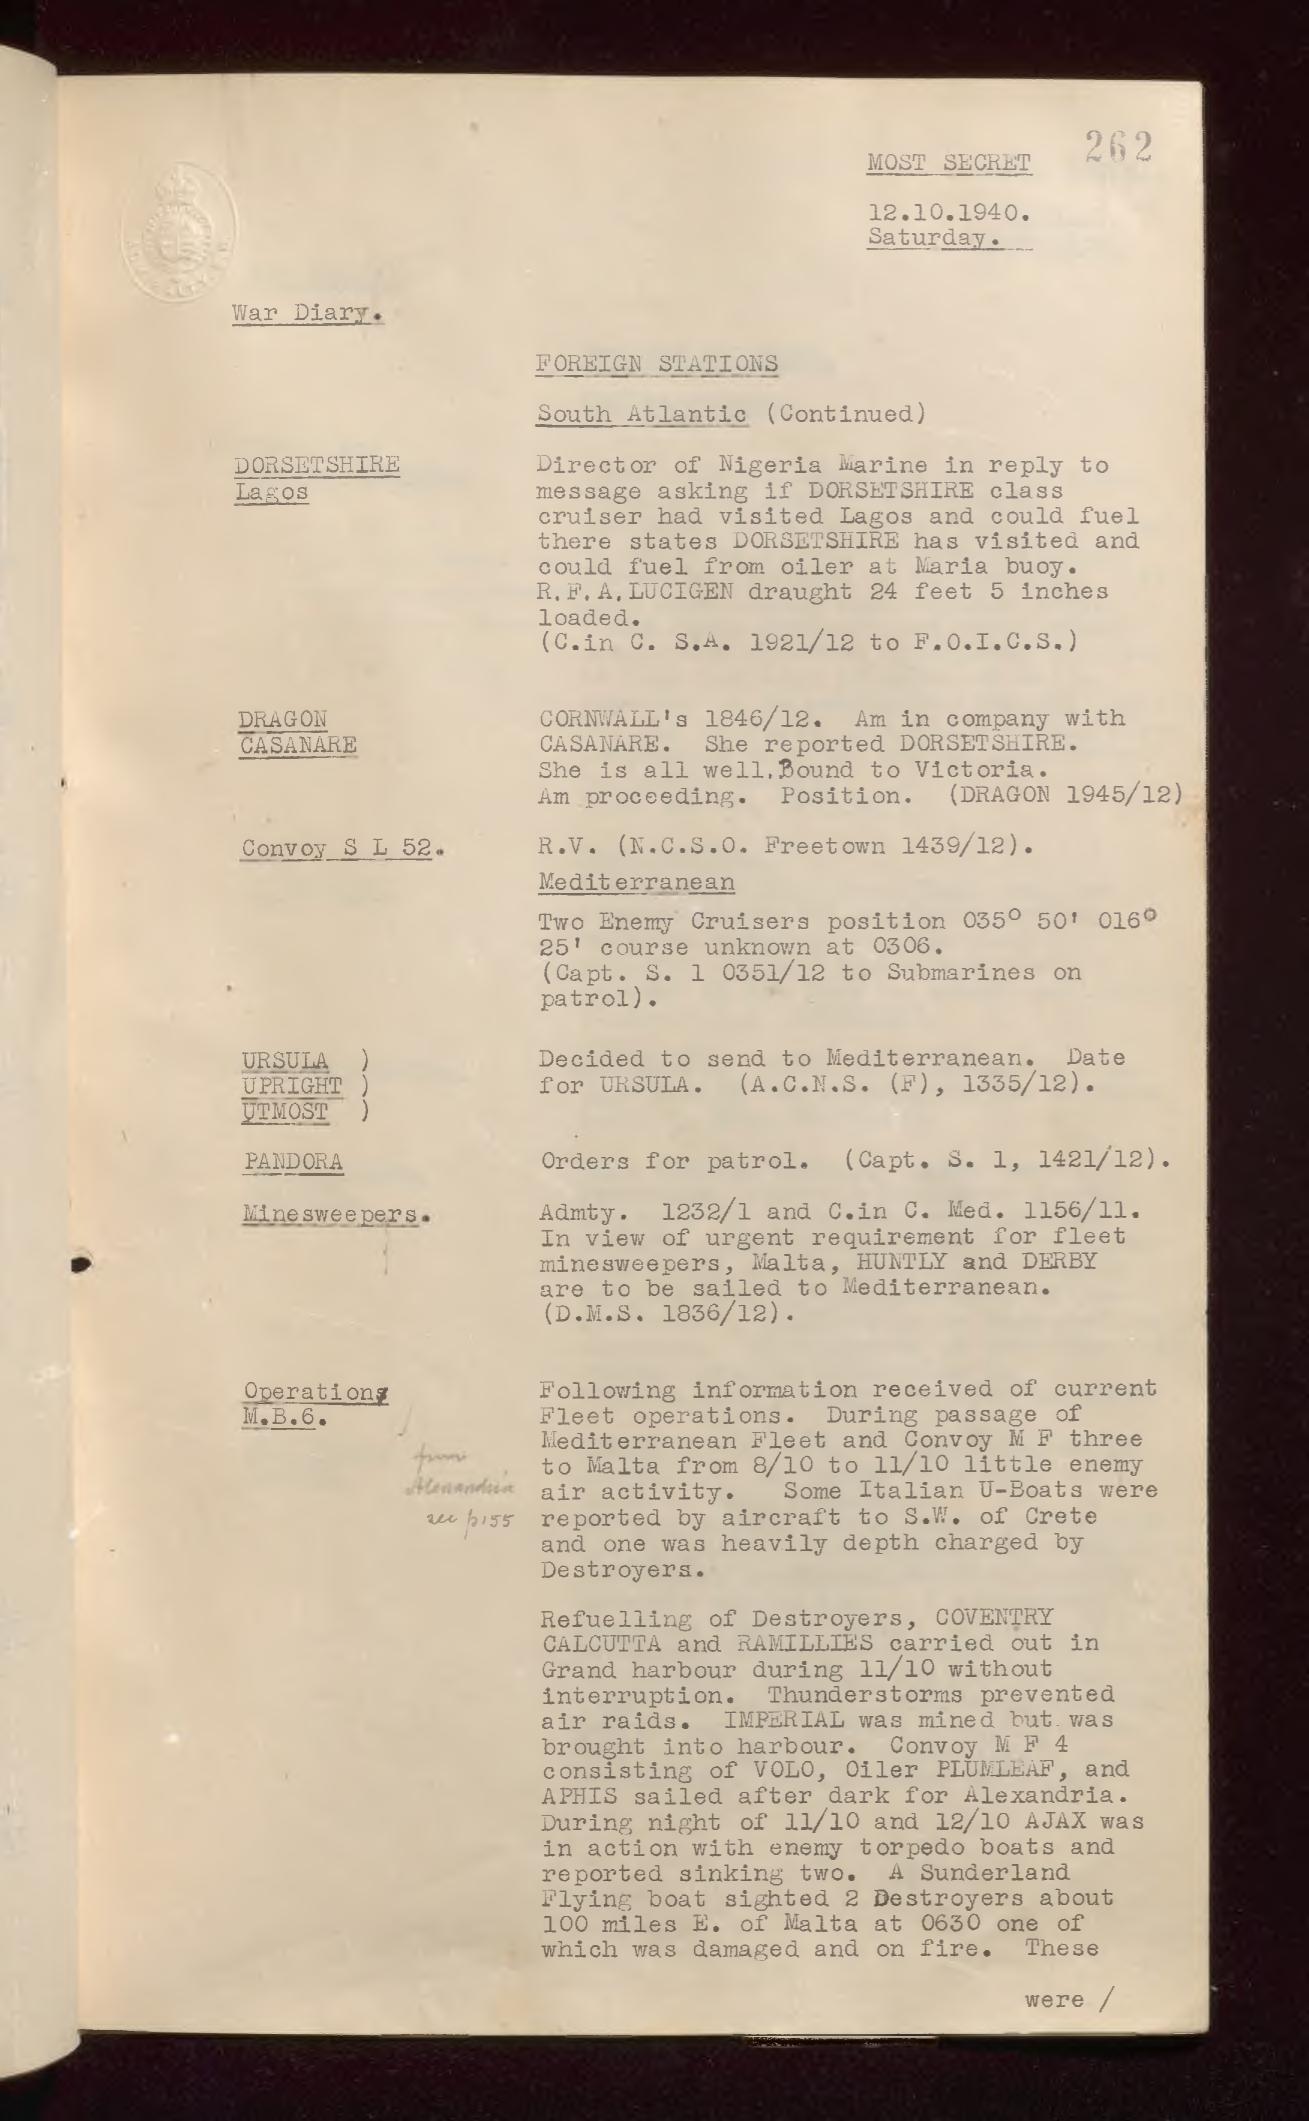 262
MOST SECRET
12.10.1940.
Saturday.
War Diary.
FOREIGN STATIONS
South Atlantic (Continued)
DORSETSHIRE
Lagos
Director of Nigeria Marine in reply to
message asking if DORSETSHIRE class
cruiser had visited Lagos and could fuel
there states DORSETSHIRE has visited and
could fuel from oiler at Maria buoy.
R.F.A.LUCIGEN draught 24 feet 5 inches
loaded.
(C.in C. S.A. 1921/12 to F.O.I.C.S.)
DRAGON
CASANARE
CORNWALL's 1846/12. Am in company with
CASANARE. She reported DORSETSHIRE.
She is all well.Bound to Victoria.
Am proceeding. Position. (DRAGON 1945/12)
Convoy S L 52.
R.V. (N.C.S.O. Freetown 1439/12).
Mediterranean
Two Enemy Cruisers position 035° 50' 016°
25' course unknown at 0306.
(Capt. S. 1 0351/12 to Submarines on
patrol).
URSULA )
UPRIGHT )
UTMOST )
Decided to send to Mediterranean. Date
for URSULA. (A.C.N.S. (F), 1335/12).
PANDORA
Orders for patrol. (Capt. S. 1, 1421/12).
Minesweepers.
Admty. 1232/1 and C.in C. Med. 1156/11.
In view of urgent requirement for fleet
minesweepers, Malta, HUNTLY and DERBY
are to be sailed to Mediterranean.
(D.M.S. 1836/12).
Operation
M.B.6.
from
Alexandria
see p155
Following information received of current
Fleet operations. During passage of
Mediterranean Fleet and Convoy M F three
to Malta from 8/10 to 11/10 little enemy
air activity. Some Italian U-Boats were
reported by aircraft to S.W. of Crete
and one was heavily depth charged by
Destroyers.
Refuelling of Destroyers, COVENTRY
CALCUTTA and RAMILLIES carried out in
Grand harbour during 11/10 without
interruption. Thunderstorms prevented
air raids. IMPERIAL was mined but was
brought into harbour. Convoy M F 4
consisting of VOLO, Oiler PLUMLEAF, and
APHIS sailed after dark for Alexandria.
During night of 11/10 and 12/10 AJAX was
in action with enemy torpedo boats and
reported sinking two. A Sunderland
Flying boat sighted 2 Destroyers about
100 miles E. of Malta at 0630 one of
which was damaged and on fire. These
were /